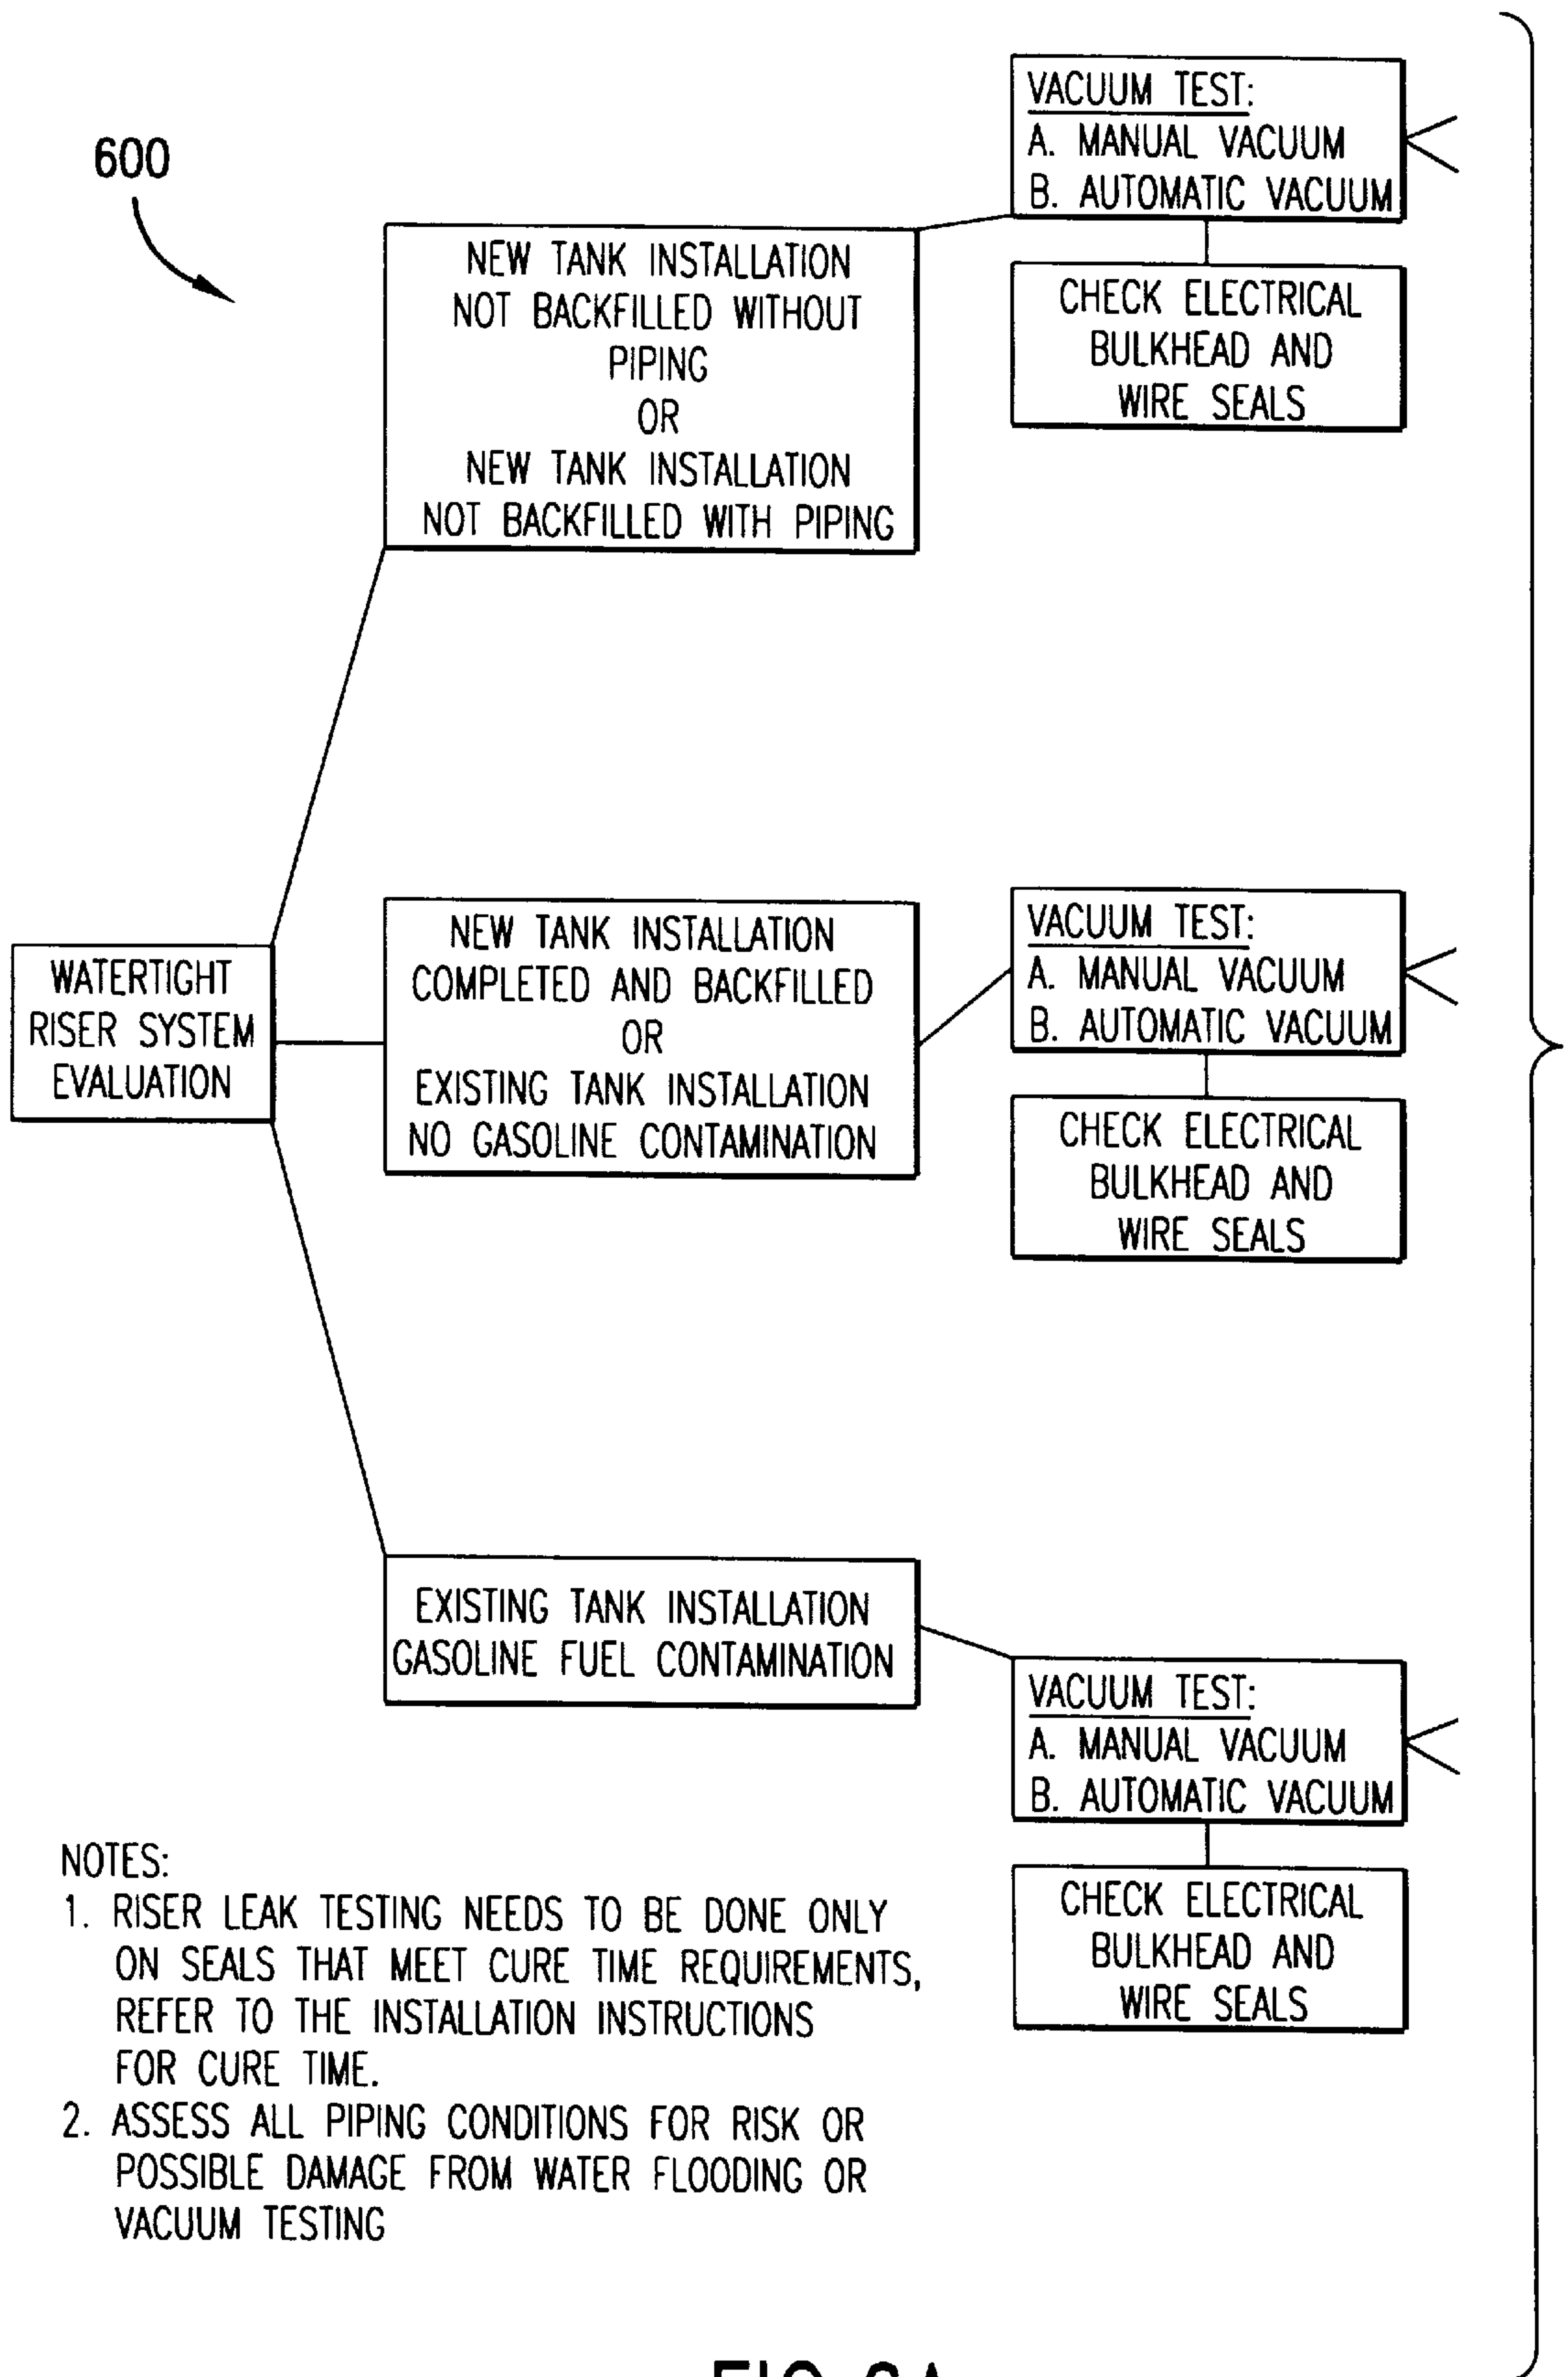 600
VACUUM TEST:
A. MANUAL VACUUM
B. AUTOMATIC VACUUM
CHECK ELECTRICAL
BULKHEAD AND
WIRE SEALS
NEW TANK INSTALLATION
NOT BACKFILLED WITHOUT
PIPING
OR
NEW TANK INSTALLATION
NOT BACKFILLED WITH PIPING
WATERTIGHT
RISER SYSTEM
EVALUATION
NEW TANK INSTALLATION
COMPLETED AND BACKFILLED
OR
EXISTING TANK INSTALLATION
NO GASOLINE CONTAMINATION
VACUUM TEST:
A. MANUAL VACUUM
B. AUTOMATIC VACUUM
CHECK ELECTRICAL
BULKHEAD AND
WIRE SEALS
EXISTING TANK INSTALLATION
GASOLINE FUEL CONTAMINATION
VACUUM TEST:
A. MANUAL VACUUM
B. AUTOMATIC VACUUM
CHECK ELECTRICAL
BULKHEAD AND
WIRE SEALS
NOTES:
1. RISER LEAK TESTING NEEDS TO BE DONE ONLY
ON SEALS THAT MEET CURE TIME REQUIREMENTS,
REFER TO THE INSTALLATION INSTRUCTIONS
FOR CURE TIME.
2. ASSESS ALL PIPING CONDITIONS FOR RISK OR
POSSIBLE DAMAGE FROM WATER FLOODING OR
VACUUM TESTING